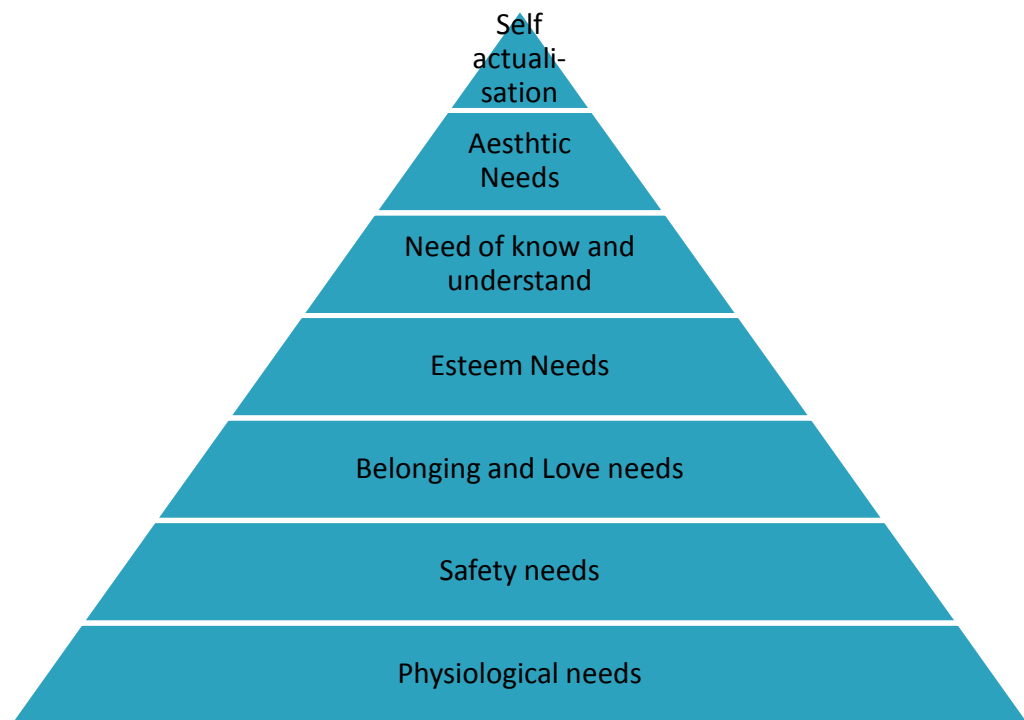 Self
actuali-
sation
Aesthtic
Needs
Need of know and
understand
Esteem Needs
Belonging and Love needs
Safety needs
Physiological needs